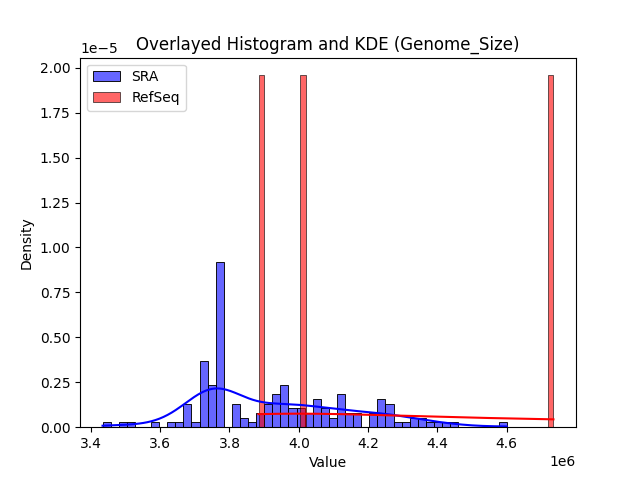 Overlayed Histogram and KDE (Genome_Size)
1e−5
SRA
RefSeq
2.00
1.75
1.50
1.25
1.00
0.75
0.50
0.25
0.00
Density
3.4 3.6 3.8 4.0 4.2 4.4 4.6
Value
1e6